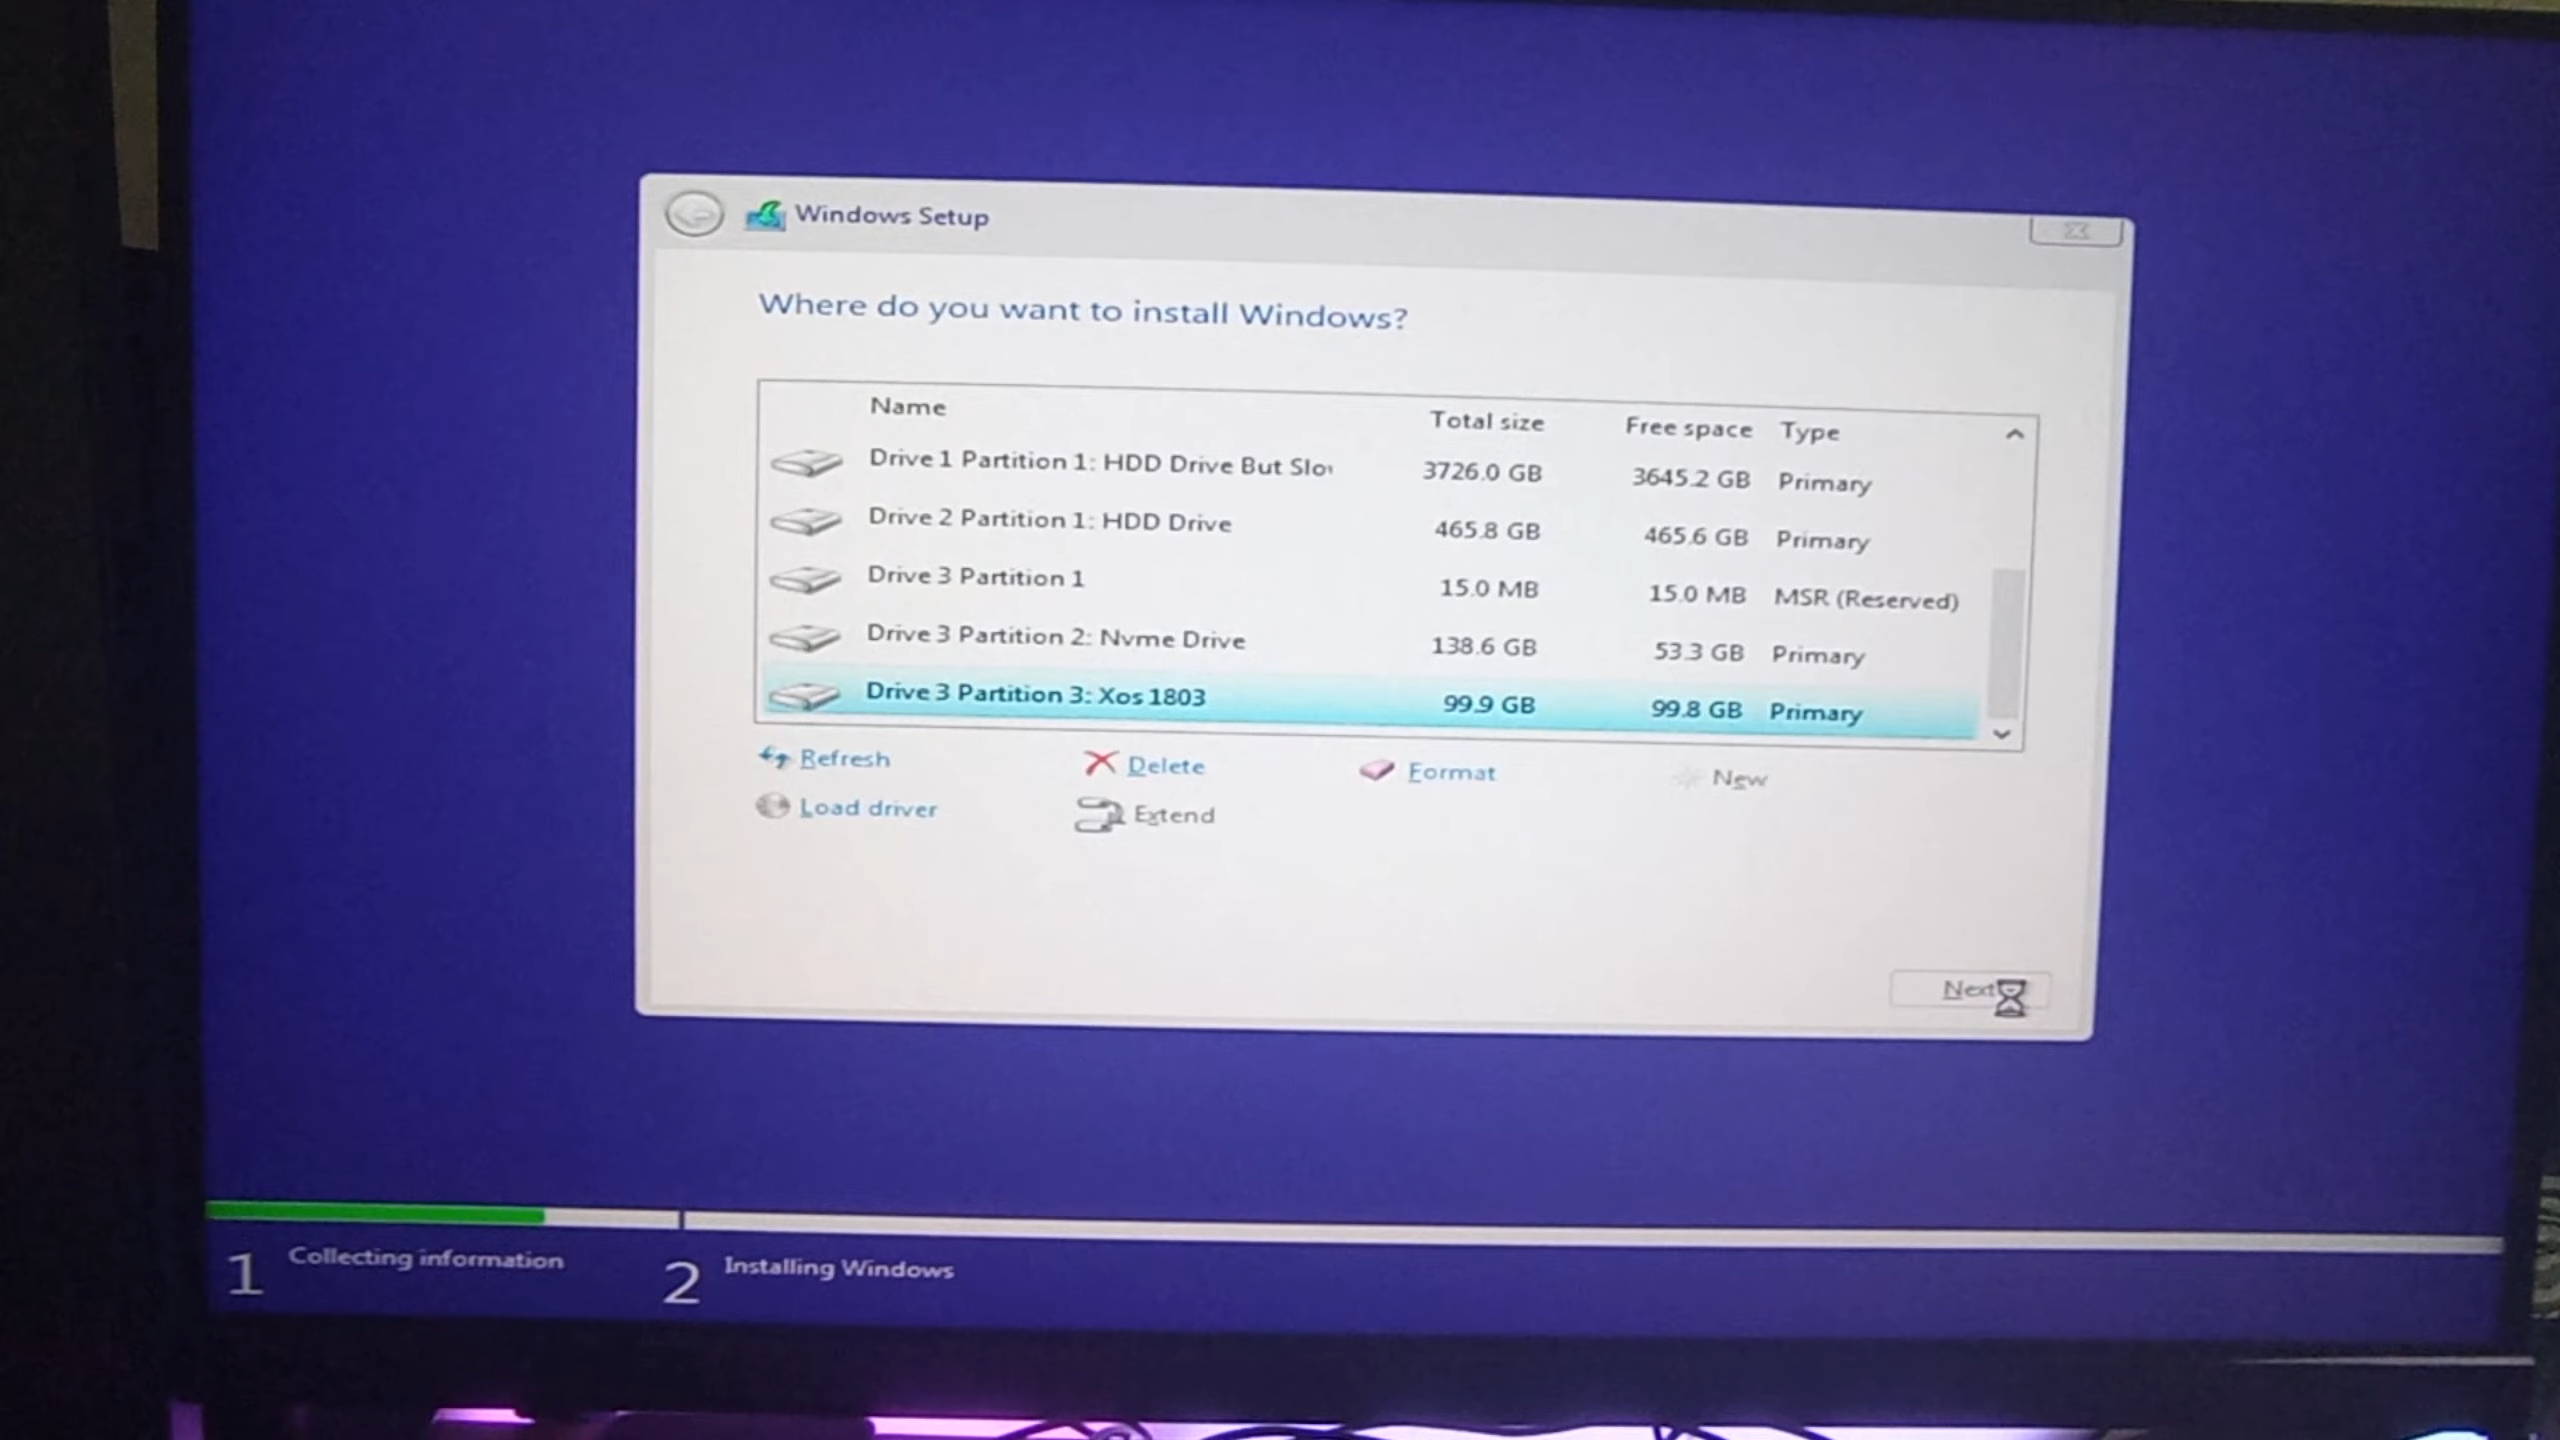 Windows Setup
Where do you want to install Windows?
Name Total size Free space Type
Drive 1 Partition 1: HDD Drive But Slo 3726.0 GB 3645.2 GB Primary
Drive 2 Partition 1: HDD Drive 465.8 GB 465.6 GB Primary
Drive 3 Partition 1 15.0 MB 15.0 MB MSR (Reserved)
Drive 3 Partition 2: Nvme Drive 138.6 GB 53.3 GB Primary
Drive 3 Partition 3: Xos 1803 99.9 GB 99.8 GB Primary
Refresh Delete Format New
Load driver Extend
Next
1 Collecting information 2 Installing Windows